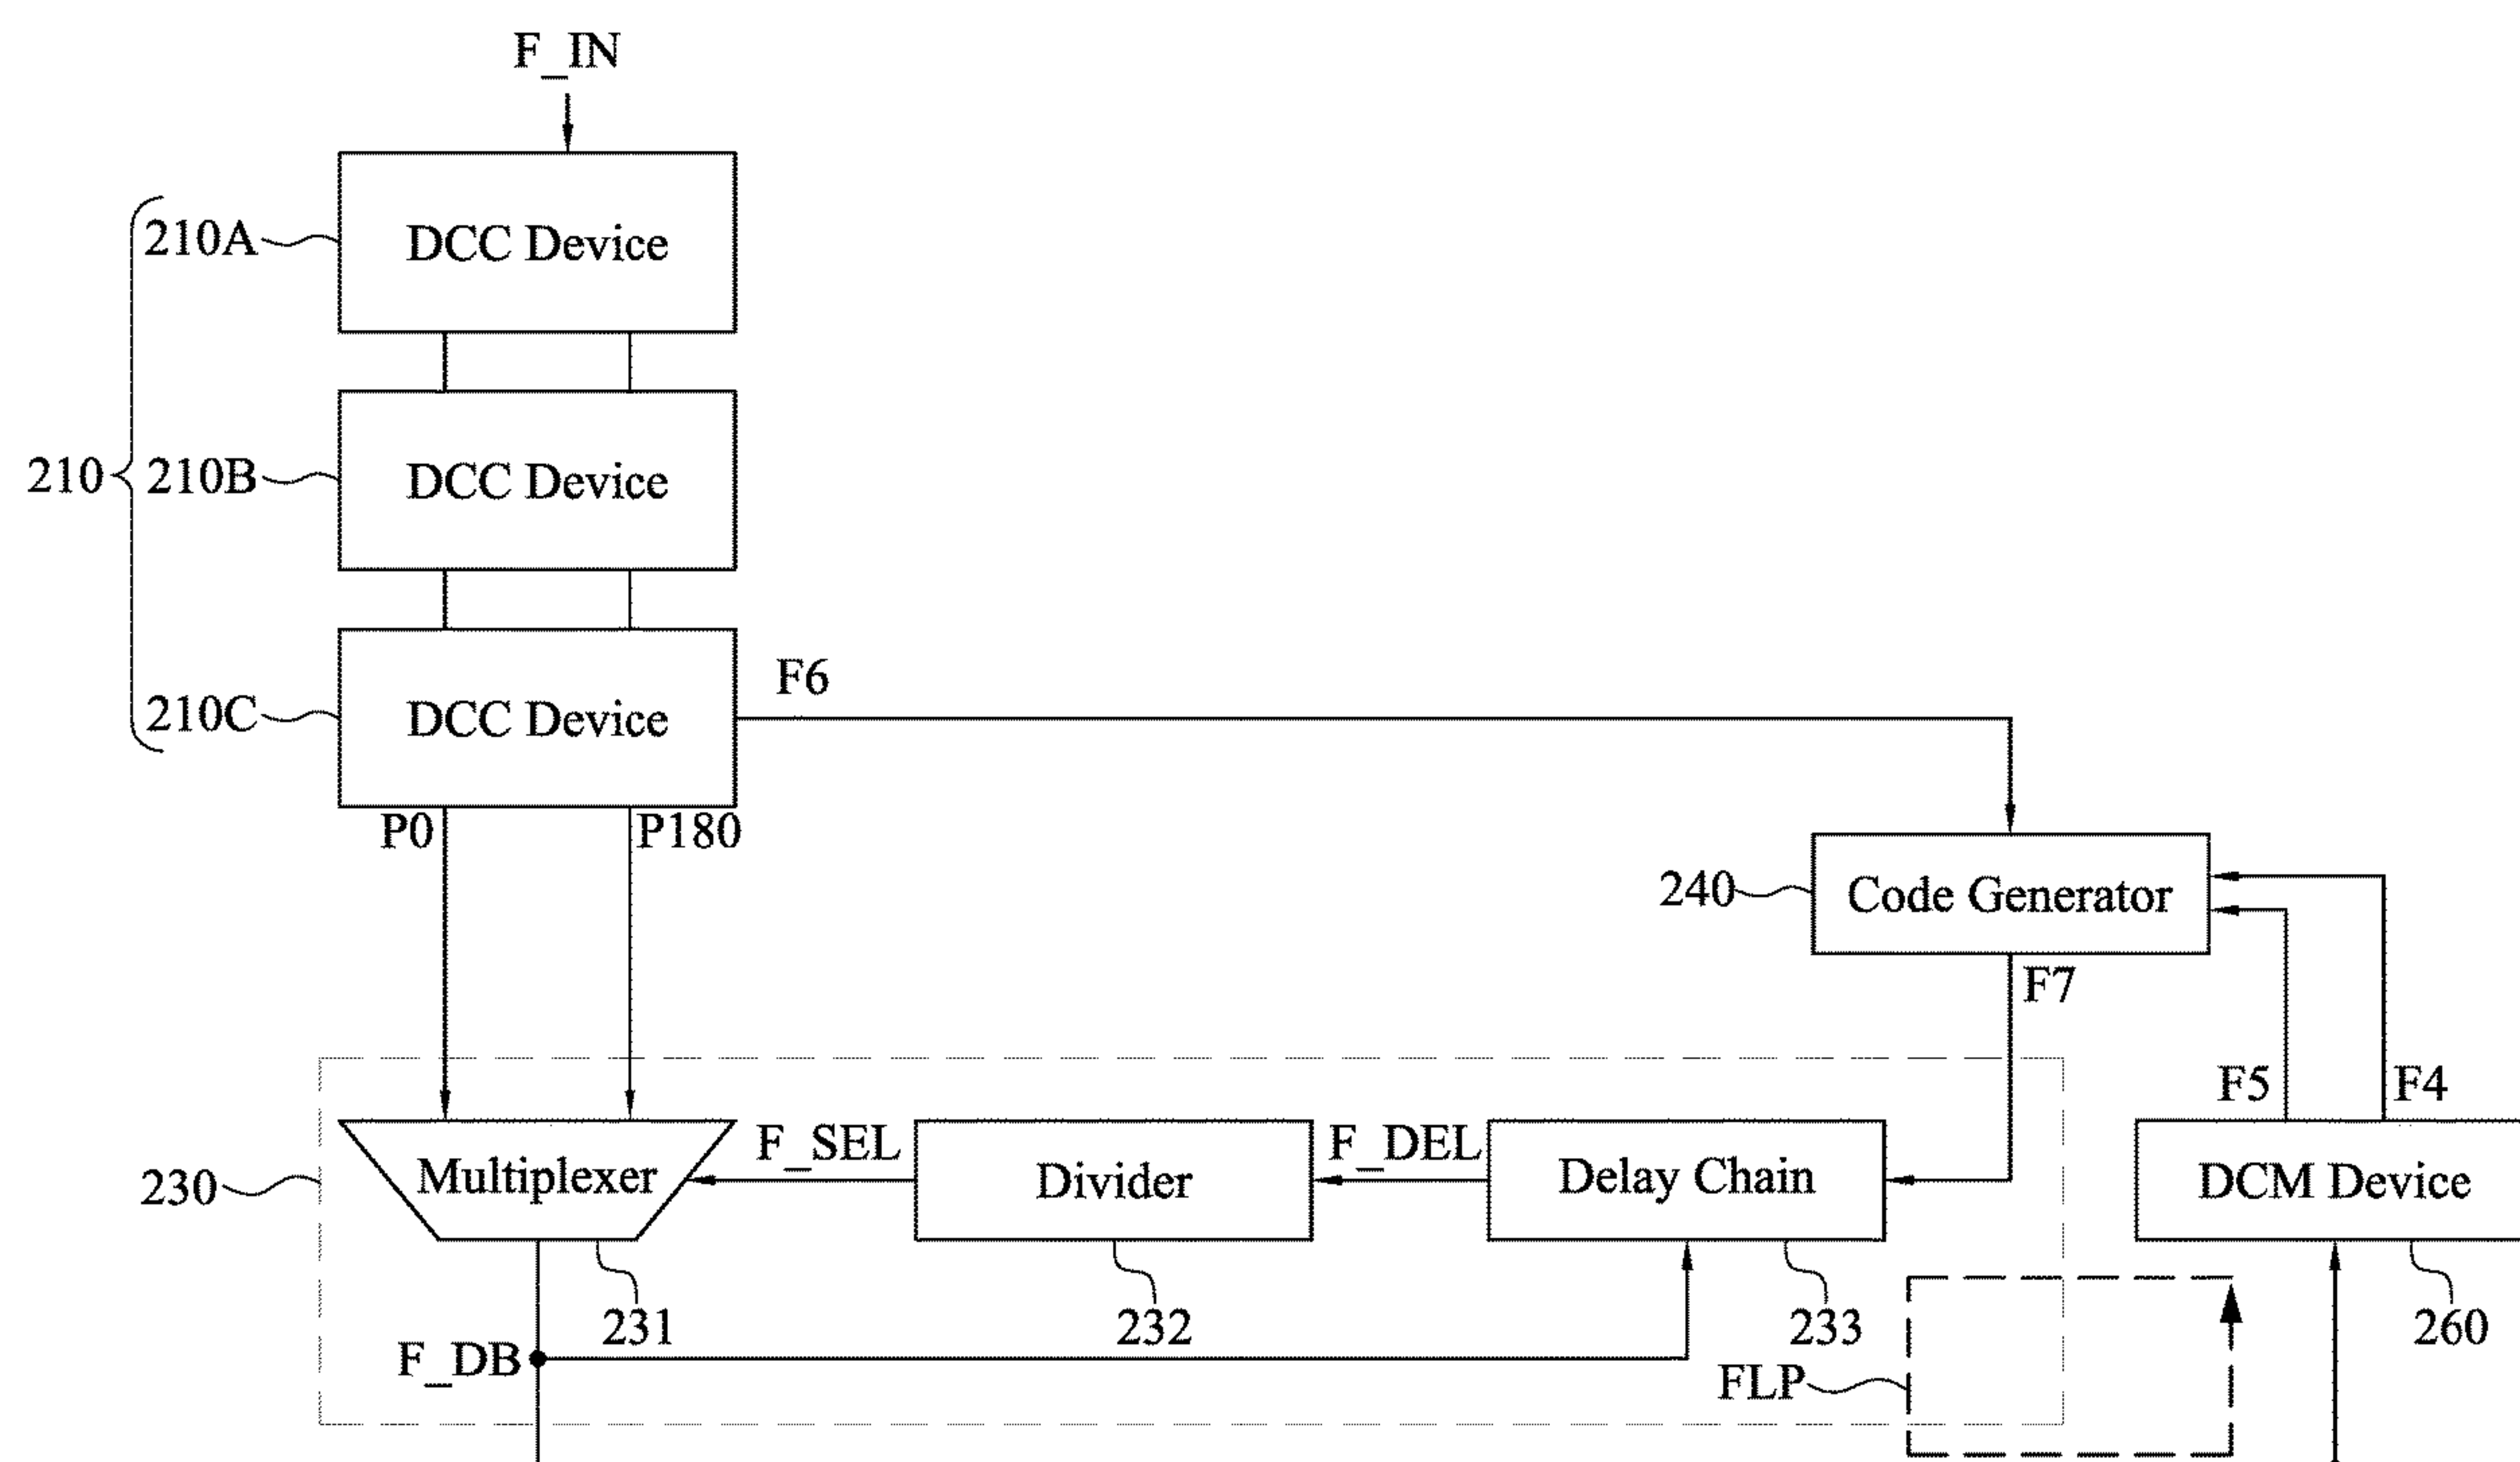 F_IN
210A DCC Device
210 210B DCC Device
210C DCC Device F6
P0 P180
240 Code Generator
F7
F5 F4
230 Multiplexer F_SEL Divider F_DEL Delay Chain DCM Device
231 232 233 260
F_DB FLP